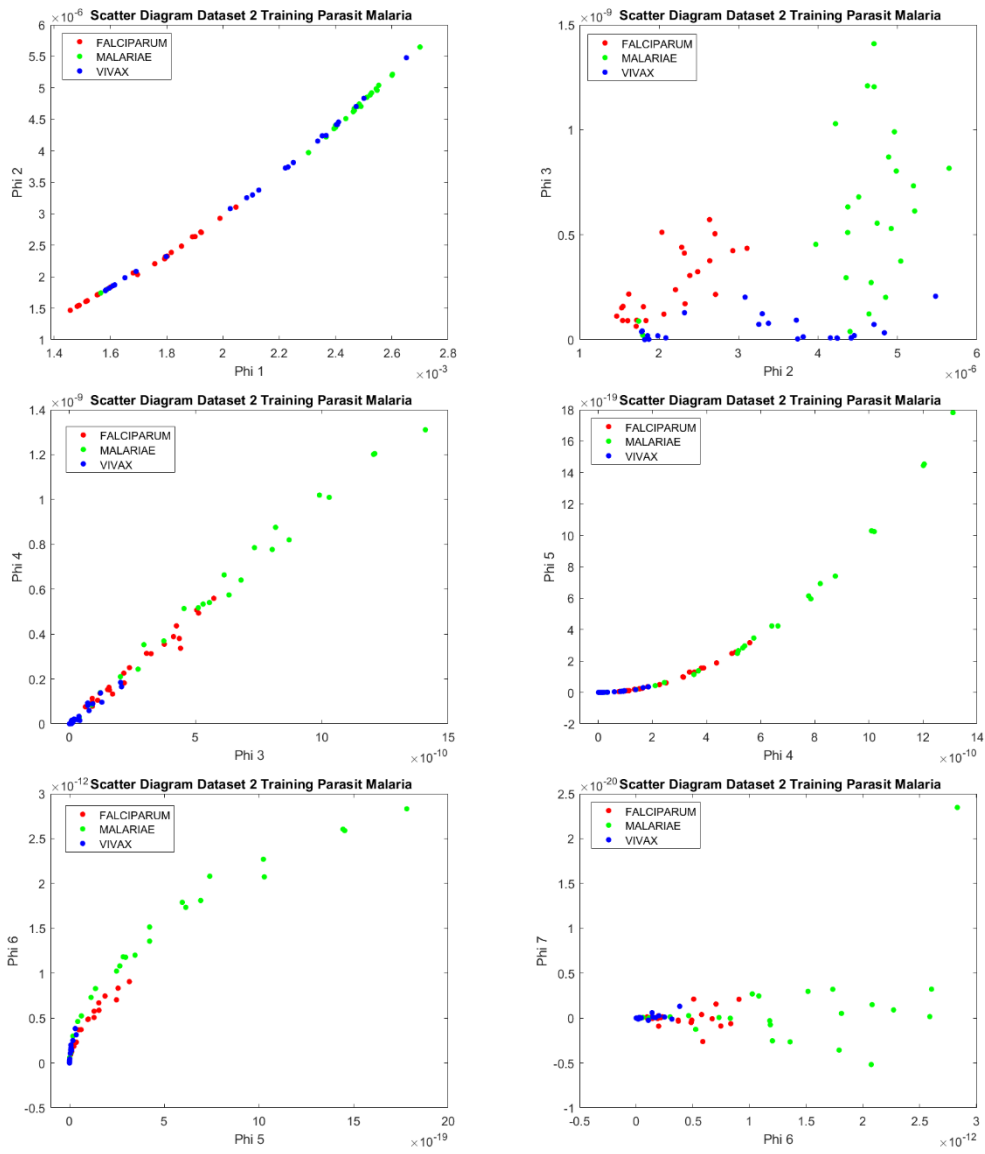 Scatter Diagram Dataset 2 Training Parasit Malaria
×10⁻⁶
6
5.5
5
4.5
4
3.5
3
2.5
2
1.5
1
FALCIPARUM
MALARIAE
VIVAX
Phi 2
1.4 1.6 1.8 2 2.2 2.4 2.6 2.8
Phi 1
×10⁻³
Scatter Diagram Dataset 2 Training Parasit Malaria
×10⁻⁹
1.5
1
0.5
0
FALCIPARUM
MALARIAE
VIVAX
Phi 3
1 2 3 4 5 6
Phi 2
×10⁻⁶
Scatter Diagram Dataset 2 Training Parasit Malaria
×10⁻⁹
1.4
1.2
1
0.8
0.6
0.4
0.2
0
FALCIPARUM
MALARIAE
VIVAX
Phi 4
0 5 10 15
Phi 3
×10⁻¹⁰
Scatter Diagram Dataset 2 Training Parasit Malaria
×10⁻¹⁹
18
16
14
12
10
8
6
4
2
0
-2
FALCIPARUM
MALARIAE
VIVAX
Phi 5
0 2 4 6 8 10 12 14
Phi 4
×10⁻¹⁰
Scatter Diagram Dataset 2 Training Parasit Malaria
×10⁻¹²
3
2.5
2
1.5
1
0.5
0
-0.5
FALCIPARUM
MALARIAE
VIVAX
Phi 6
0 5 10 15 20
Phi 5
×10⁻¹⁹
Scatter Diagram Dataset 2 Training Parasit Malaria
×10⁻²⁰
2.5
2
1.5
1
0.5
0
-0.5
-1
FALCIPARUM
MALARIAE
VIVAX
Phi 7
-0.5 0 0.5 1 1.5 2 2.5 3
Phi 6
×10⁻¹²